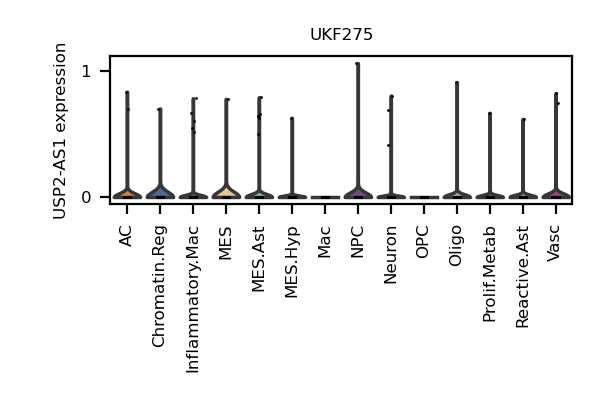 UKF275
USP2-AS1 expression
1
0
AC
Chromatin.Reg
Inflammatory.Mac
MES
MES.Ast
MES.Hyp
Mac
NPC
Neuron
OPC
Oligo
Prolif.Metab
Reactive.Ast
Vasc